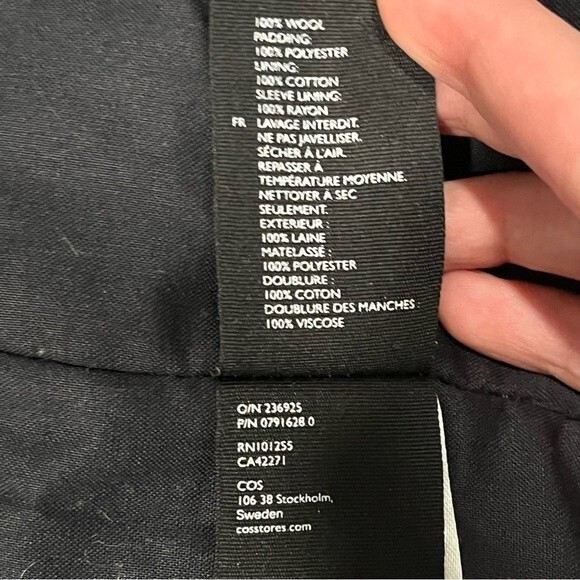 100% WOOL
PADDING:
100% POLYESTER
LINING:
100% COTTON
SLEEVE LINING:
100% RAYON
FR LAVAGE INTERDIT.
NE PAS JAVELLISER.
SÉCHER À L'AIR.
REPASSER À
TEMPÉRATURE MOYENNE.
NETTOYER À SEC
SEULEMENT.
EXTERIEUR :
100% LAINE
MATELASSÉ :
100% POLYESTER
DOUBLURE :
100% COTON
DOUBLURE DES MANCHES :
100% VISCOSE
O/N 236925
P/N 0791628 0
RN101255
CA42271
COS
106 38 Stockholm,
Sweden
cosstores.com